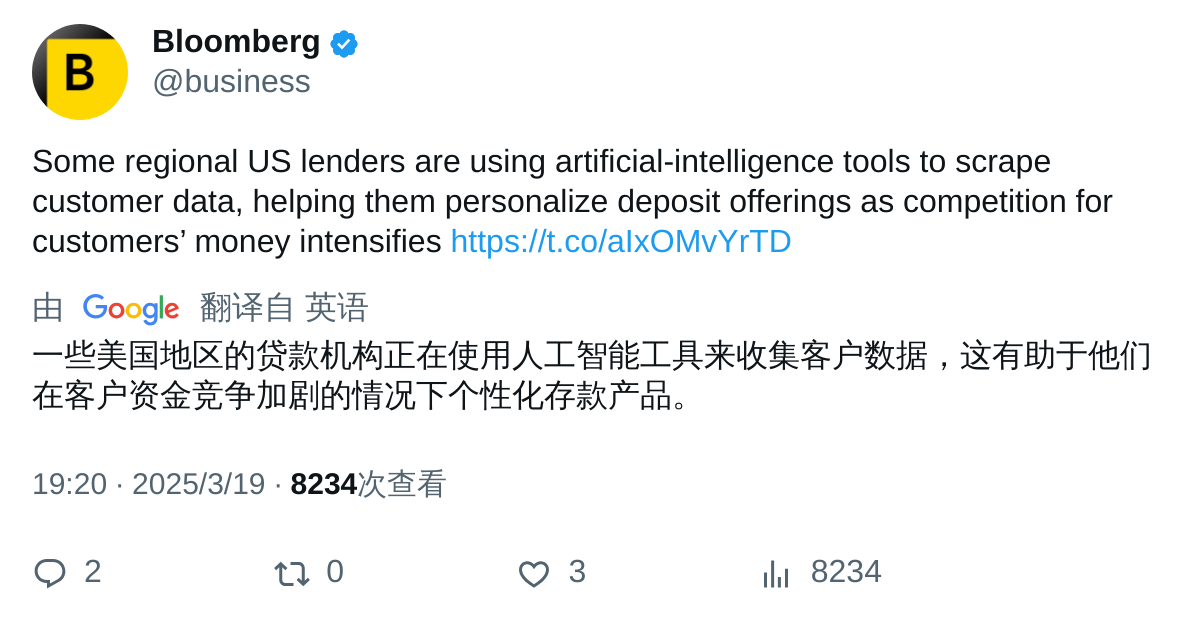 B
Bloomberg
@business
Some regional US lenders are using artificial-intelligence tools to scrape
customer data, helping them personalize deposit offerings as competition for
customers’ money intensifies https://t.co/aIxOMvYrTD
由 Google 翻译自 英语
一些美国地区的贷款机构正在使用人工智能工具来收集客户数据，这有助于他们
在客户资金竞争加剧的情况下个性化存款产品。
19:20 · 2025/3/19 · 8234次查看
2 0 3 8234